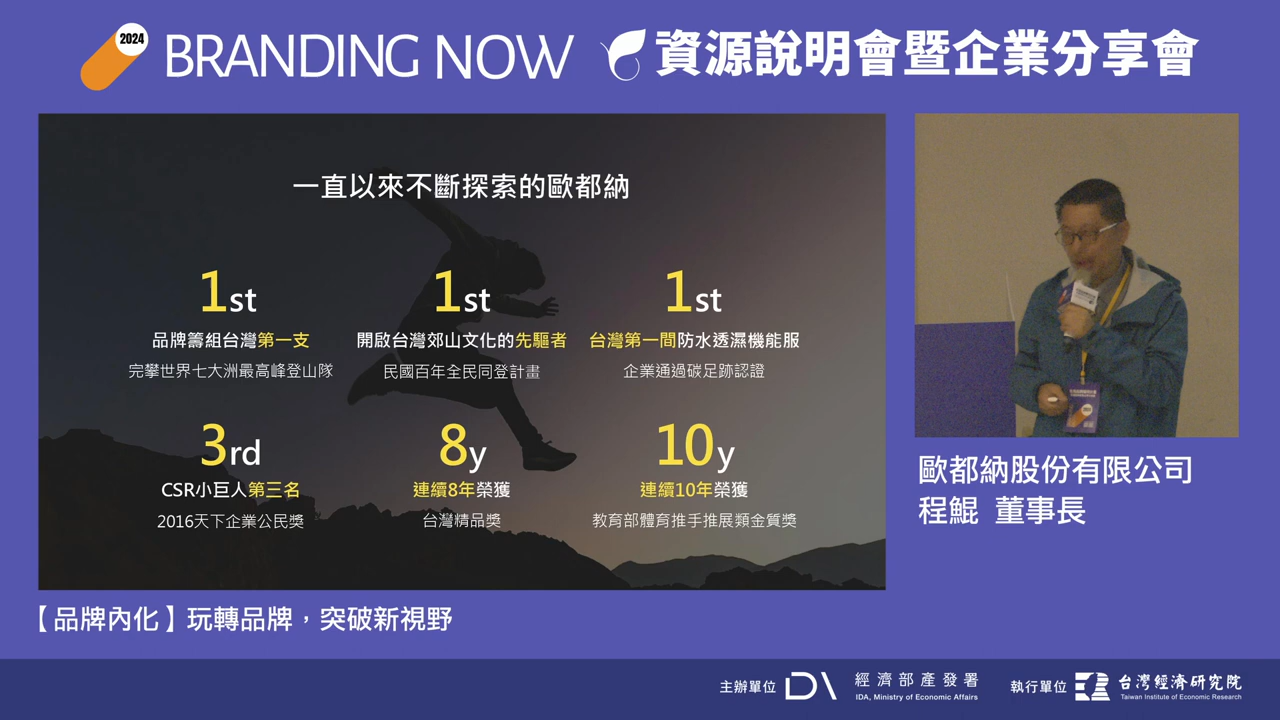 2024 BRANDING NOW 資源說明會暨企業分享會
一直以來不斷探索的歐都納
1st
品牌籌組台灣第一支
完攀世界七大洲最高峰登山隊
1st
開啟台灣郊山文化的先驅者
民國百年全民同登計畫
1st
台灣第一間防水透濕機能服
企業通過碳足跡認證
3rd
CSR小巨人第三名
2016天下企業公民獎
8y
連續8年榮獲
台灣精品獎
10y
連續10年榮獲
教育部體育推手推展類金質獎
歐都納股份有限公司
程鯤 董事長
【品牌內化】玩轉品牌，突破新視野
主辦單位 IDA 經濟部產發署
IDA, Ministry of Economic Affairs
執行單位 台灣經濟研究院
Taiwan Institute of Economic Research